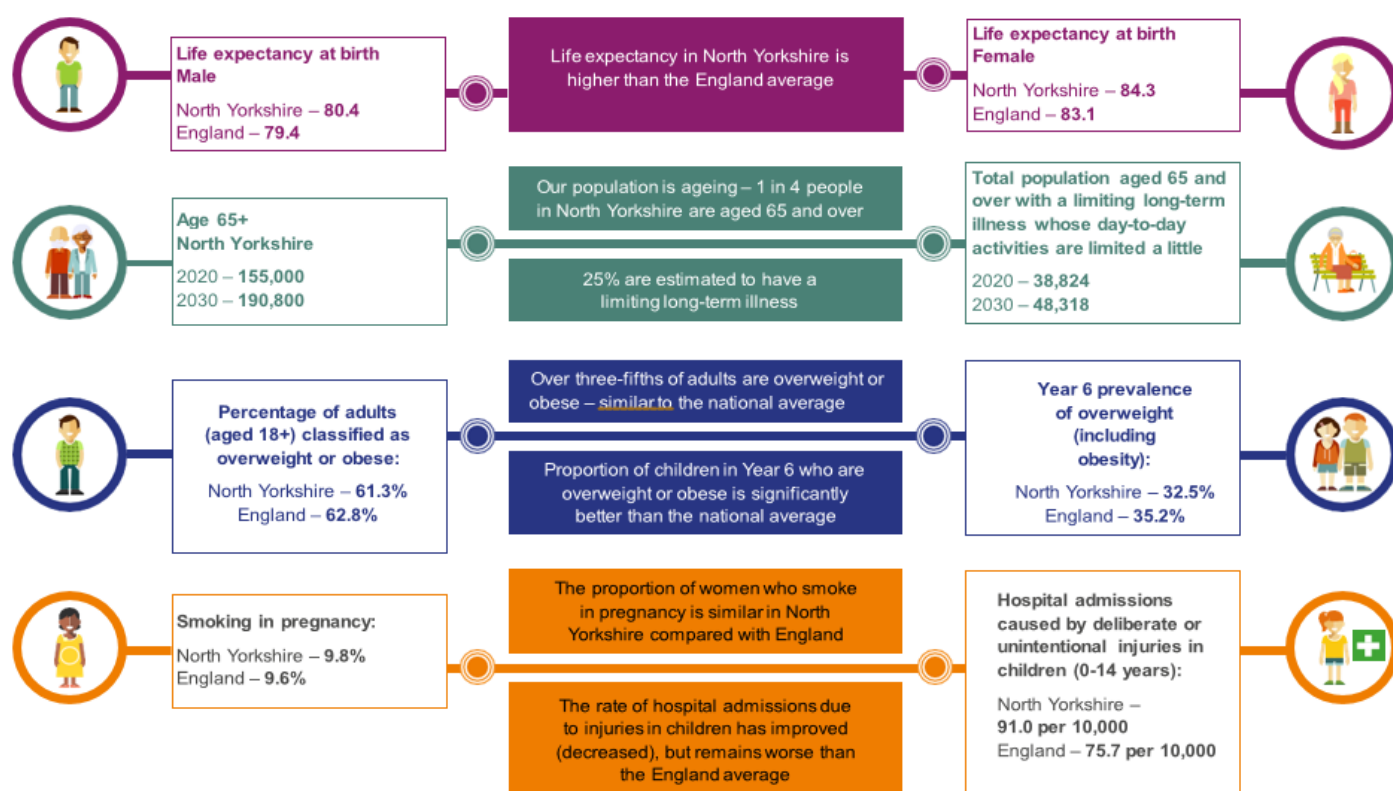 Life expectancy at birth
Male
North Yorkshire – 80.4
England – 79.4
Life expectancy in North Yorkshire is
higher than the England average
Life expectancy at birth
Female
North Yorkshire – 84.3
England – 83.1
Age 65+
North Yorkshire
2020 – 155,000
2030 – 190,800
Our population is ageing – 1 in 4 people
in North Yorkshire are aged 65 and over
25% are estimated to have a
limiting long-term illness
Total population aged 65 and
over with a limiting long-term
illness whose day-to-day
activities are limited a little
2020 – 38,824
2030 – 48,318
Percentage of adults
(aged 18+) classified as
overweight or obese:
North Yorkshire – 61.3%
England – 62.8%
Over three-fifths of adults are overweight or
obese – similar to the national average
Proportion of children in Year 6 who are
overweight or obese is significantly
better than the national average
Year 6 prevalence
of overweight
(including
obesity):
North Yorkshire – 32.5%
England – 35.2%
Smoking in pregnancy:
North Yorkshire – 9.8%
England – 9.6%
The proportion of women who smoke
in pregnancy is similar in North
Yorkshire compared with England
The rate of hospital admissions due
to injuries in children has improved
(decreased), but remains worse than
the England average
Hospital admissions
caused by deliberate or
unintentional injuries in
children (0-14 years):
North Yorkshire –
91.0 per 10,000
England – 75.7 per 10,000